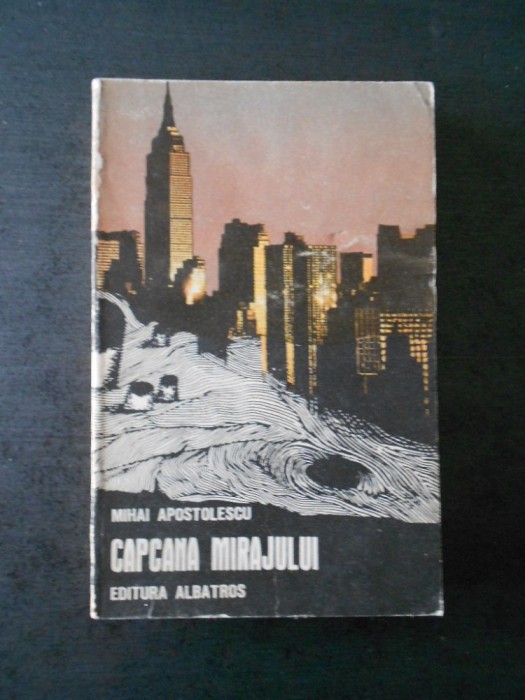 MIHAI APOSTOLESCU
CAPCANA MIRAJULUI
EDITURA ALBATROS